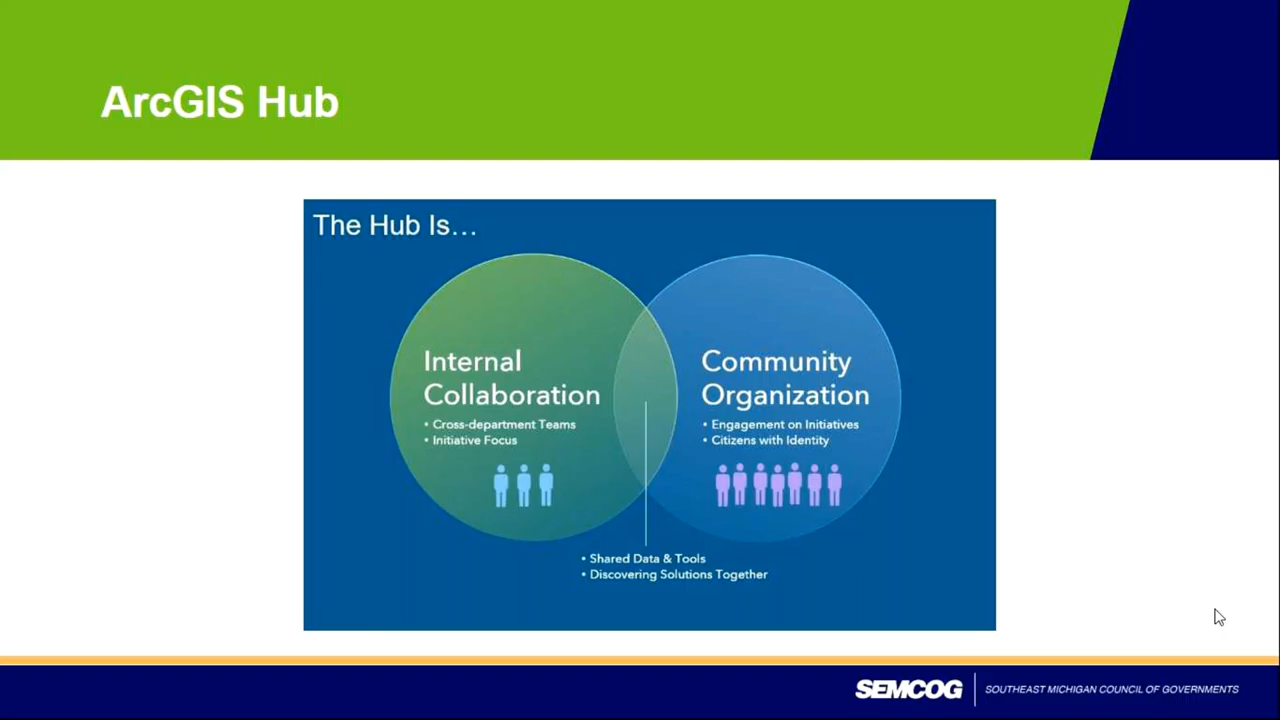 ArcGIS Hub
The Hub Is…
Internal
Collaboration
• Cross-department Teams
• Initiative Focus
Community
Organization
• Engagement on Initiatives
• Citizens with Identity
• Shared Data & Tools
• Discovering Solutions Together
SEMCOG
SOUTHEAST MICHIGAN COUNCIL OF GOVERNMENTS